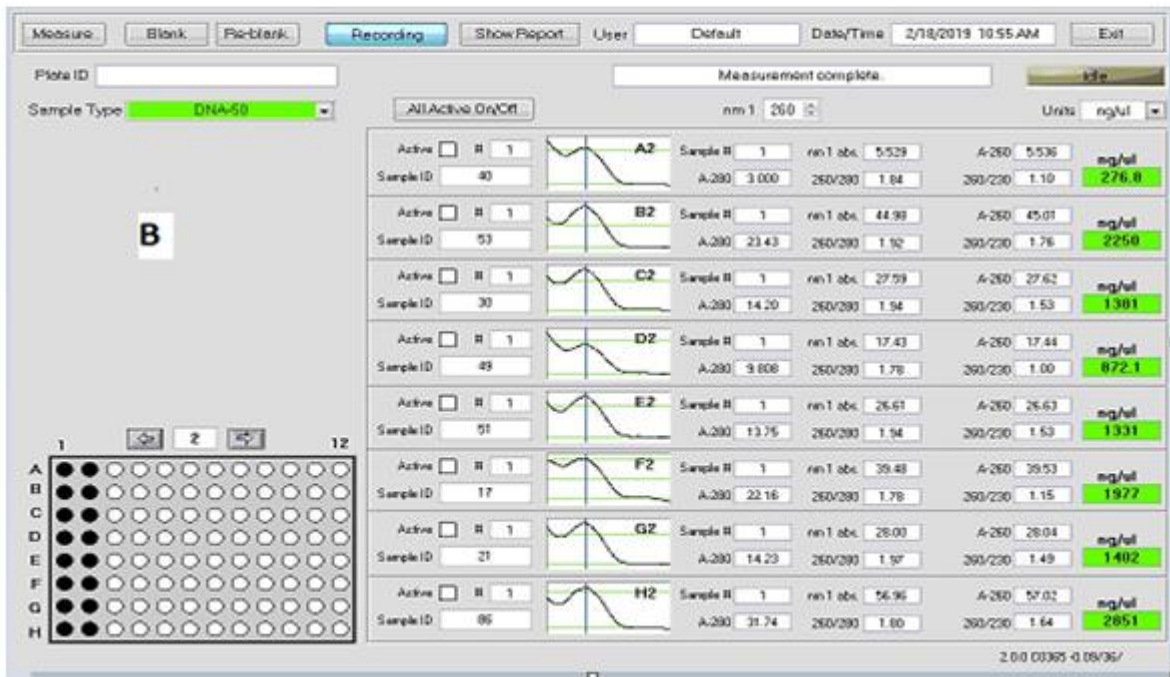 Measure Blank Re-blank Recording Show Report User Default Date/Time 2/18/2019 10:55 AM Exit
Plate ID Measurement complete. Idle
Sample Type DNA-50 All Active On/Off nm 1 260 Units ng/ul
Active # 1 A2 Sample # 1 nm 1 abs. 5.529 A-260 5.536 ng/ul
Sample ID 40 A-280 3.000 260/280 1.84 260/230 1.10 276.8
Active # 1 B2 Sample # 1 nm 1 abs. 44.98 A-260 45.01 ng/ul
B
Sample ID 53 A-280 23.43 260/280 1.92 260/230 1.76 2250
Active # 1 C2 Sample # 1 nm 1 abs. 27.59 A-260 27.62 ng/ul
Sample ID 30 A-280 14.20 260/280 1.94 260/230 1.53 1381
Active # 1 D2 Sample # 1 nm 1 abs. 17.43 A-260 17.44 ng/ul
Sample ID 49 A-280 9.808 260/280 1.78 260/230 1.00 872.1
Active # 1 E2 Sample # 1 nm 1 abs. 26.61 A-260 26.63 ng/ul
Sample ID 51 A-280 13.75 260/280 1.94 260/230 1.53 1331
1 2 12
Active # 1 F2 Sample # 1 nm 1 abs. 39.48 A-260 39.53 ng/ul
Sample ID 17 A-280 22.16 260/280 1.78 260/230 1.15 1977
Active # 1 G2 Sample # 1 nm 1 abs. 28.00 A-260 28.04 ng/ul
Sample ID 21 A-280 14.23 260/280 1.97 260/230 1.49 1402
Active # 1 H2 Sample # 1 nm 1 abs. 56.96 A-260 57.02 ng/ul
Sample ID 86 A-280 31.74 260/280 1.80 260/230 1.64 2851
A
B
C
D
E
F
G
H